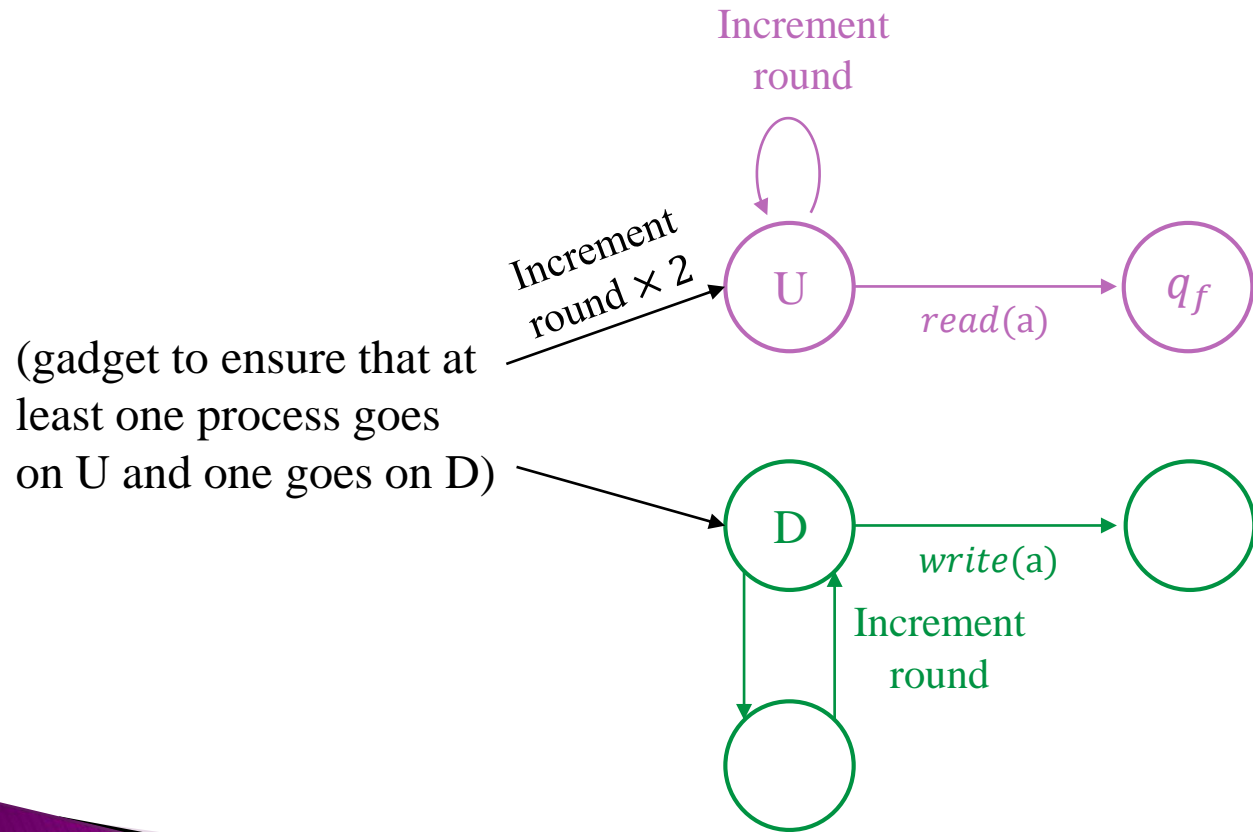 Increment
round
Increment
round × 2
U
read(a)
q_f
(gadget to ensure that at
least one process goes
on U and one goes on D)
D
write(a)
Increment
round